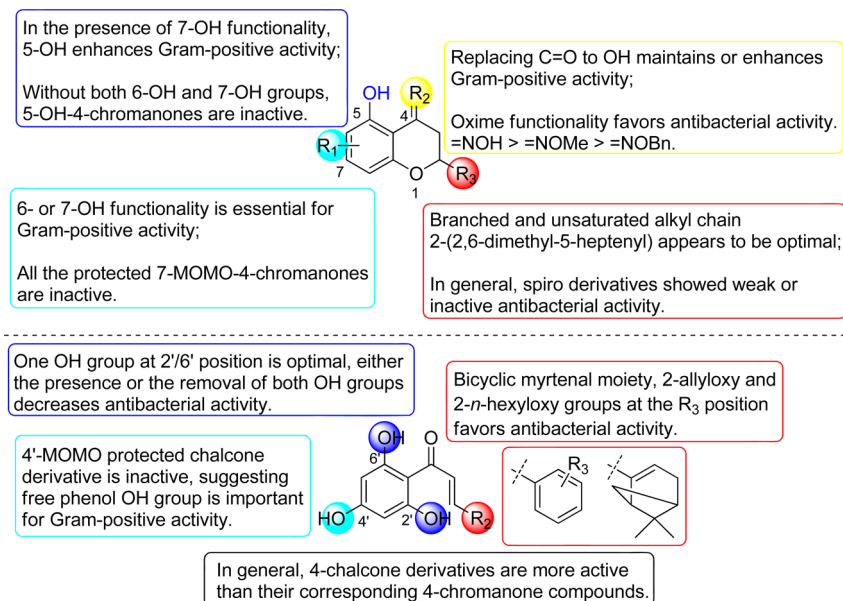 In the presence of 7-OH functionality,
5-OH enhances Gram-positive activity;
Without both 6-OH and 7-OH groups,
5-OH-4-chromanones are inactive.
Replacing C=O to OH maintains or enhances
Gram-positive activity;
Oxime functionality favors antibacterial activity.
=NOH > =NOMe > =NOBn.
OH
R2
5
4
R1
7
O
1
R3
6- or 7-OH functionality is essential for
Gram-positive activity;
All the protected 7-MOMO-4-chromanones
are inactive.
Branched and unsaturated alkyl chain
2-(2,6-dimethyl-5-heptenyl) appears to be optimal;
In general, spiro derivatives showed weak or
inactive antibacterial activity.
One OH group at 2'/6' position is optimal, either
the presence or the removal of both OH groups
decreases antibacterial activity.
Bicyclic myrtenal moiety, 2-allyloxy and
2-n-hexyloxy groups at the R3 position
favors antibacterial activity.
4'-MOMO protected chalcone
derivative is inactive, suggesting
free phenol OH group is important
for Gram-positive activity.
OH
O
6'
HO
4'
2'
OH
R2
R3
In general, 4-chalcone derivatives are more active
than their corresponding 4-chromanone compounds.